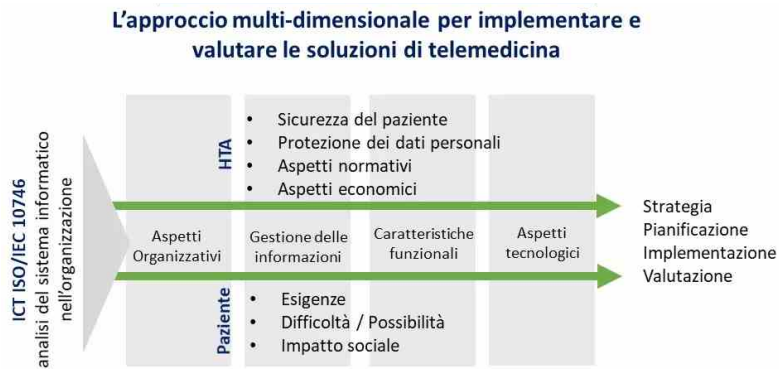 L'approccio multi-dimensionale per implementare e
valutare le soluzioni di telemedicina
ICT ISO/IEC 10746
analisi del sistema informatico
nell'organizzazione
HTA
• Sicurezza del paziente
• Protezione dei dati personali
• Aspetti normativi
• Aspetti economici
Aspetti
Organizzativi
Gestione delle
informazioni
Caratteristiche
funzionali
Aspetti
tecnologici
Strategia
Pianificazione
Implementazione
Valutazione
Paziente
• Esigenze
• Difficoltà / Possibilità
• Impatto sociale